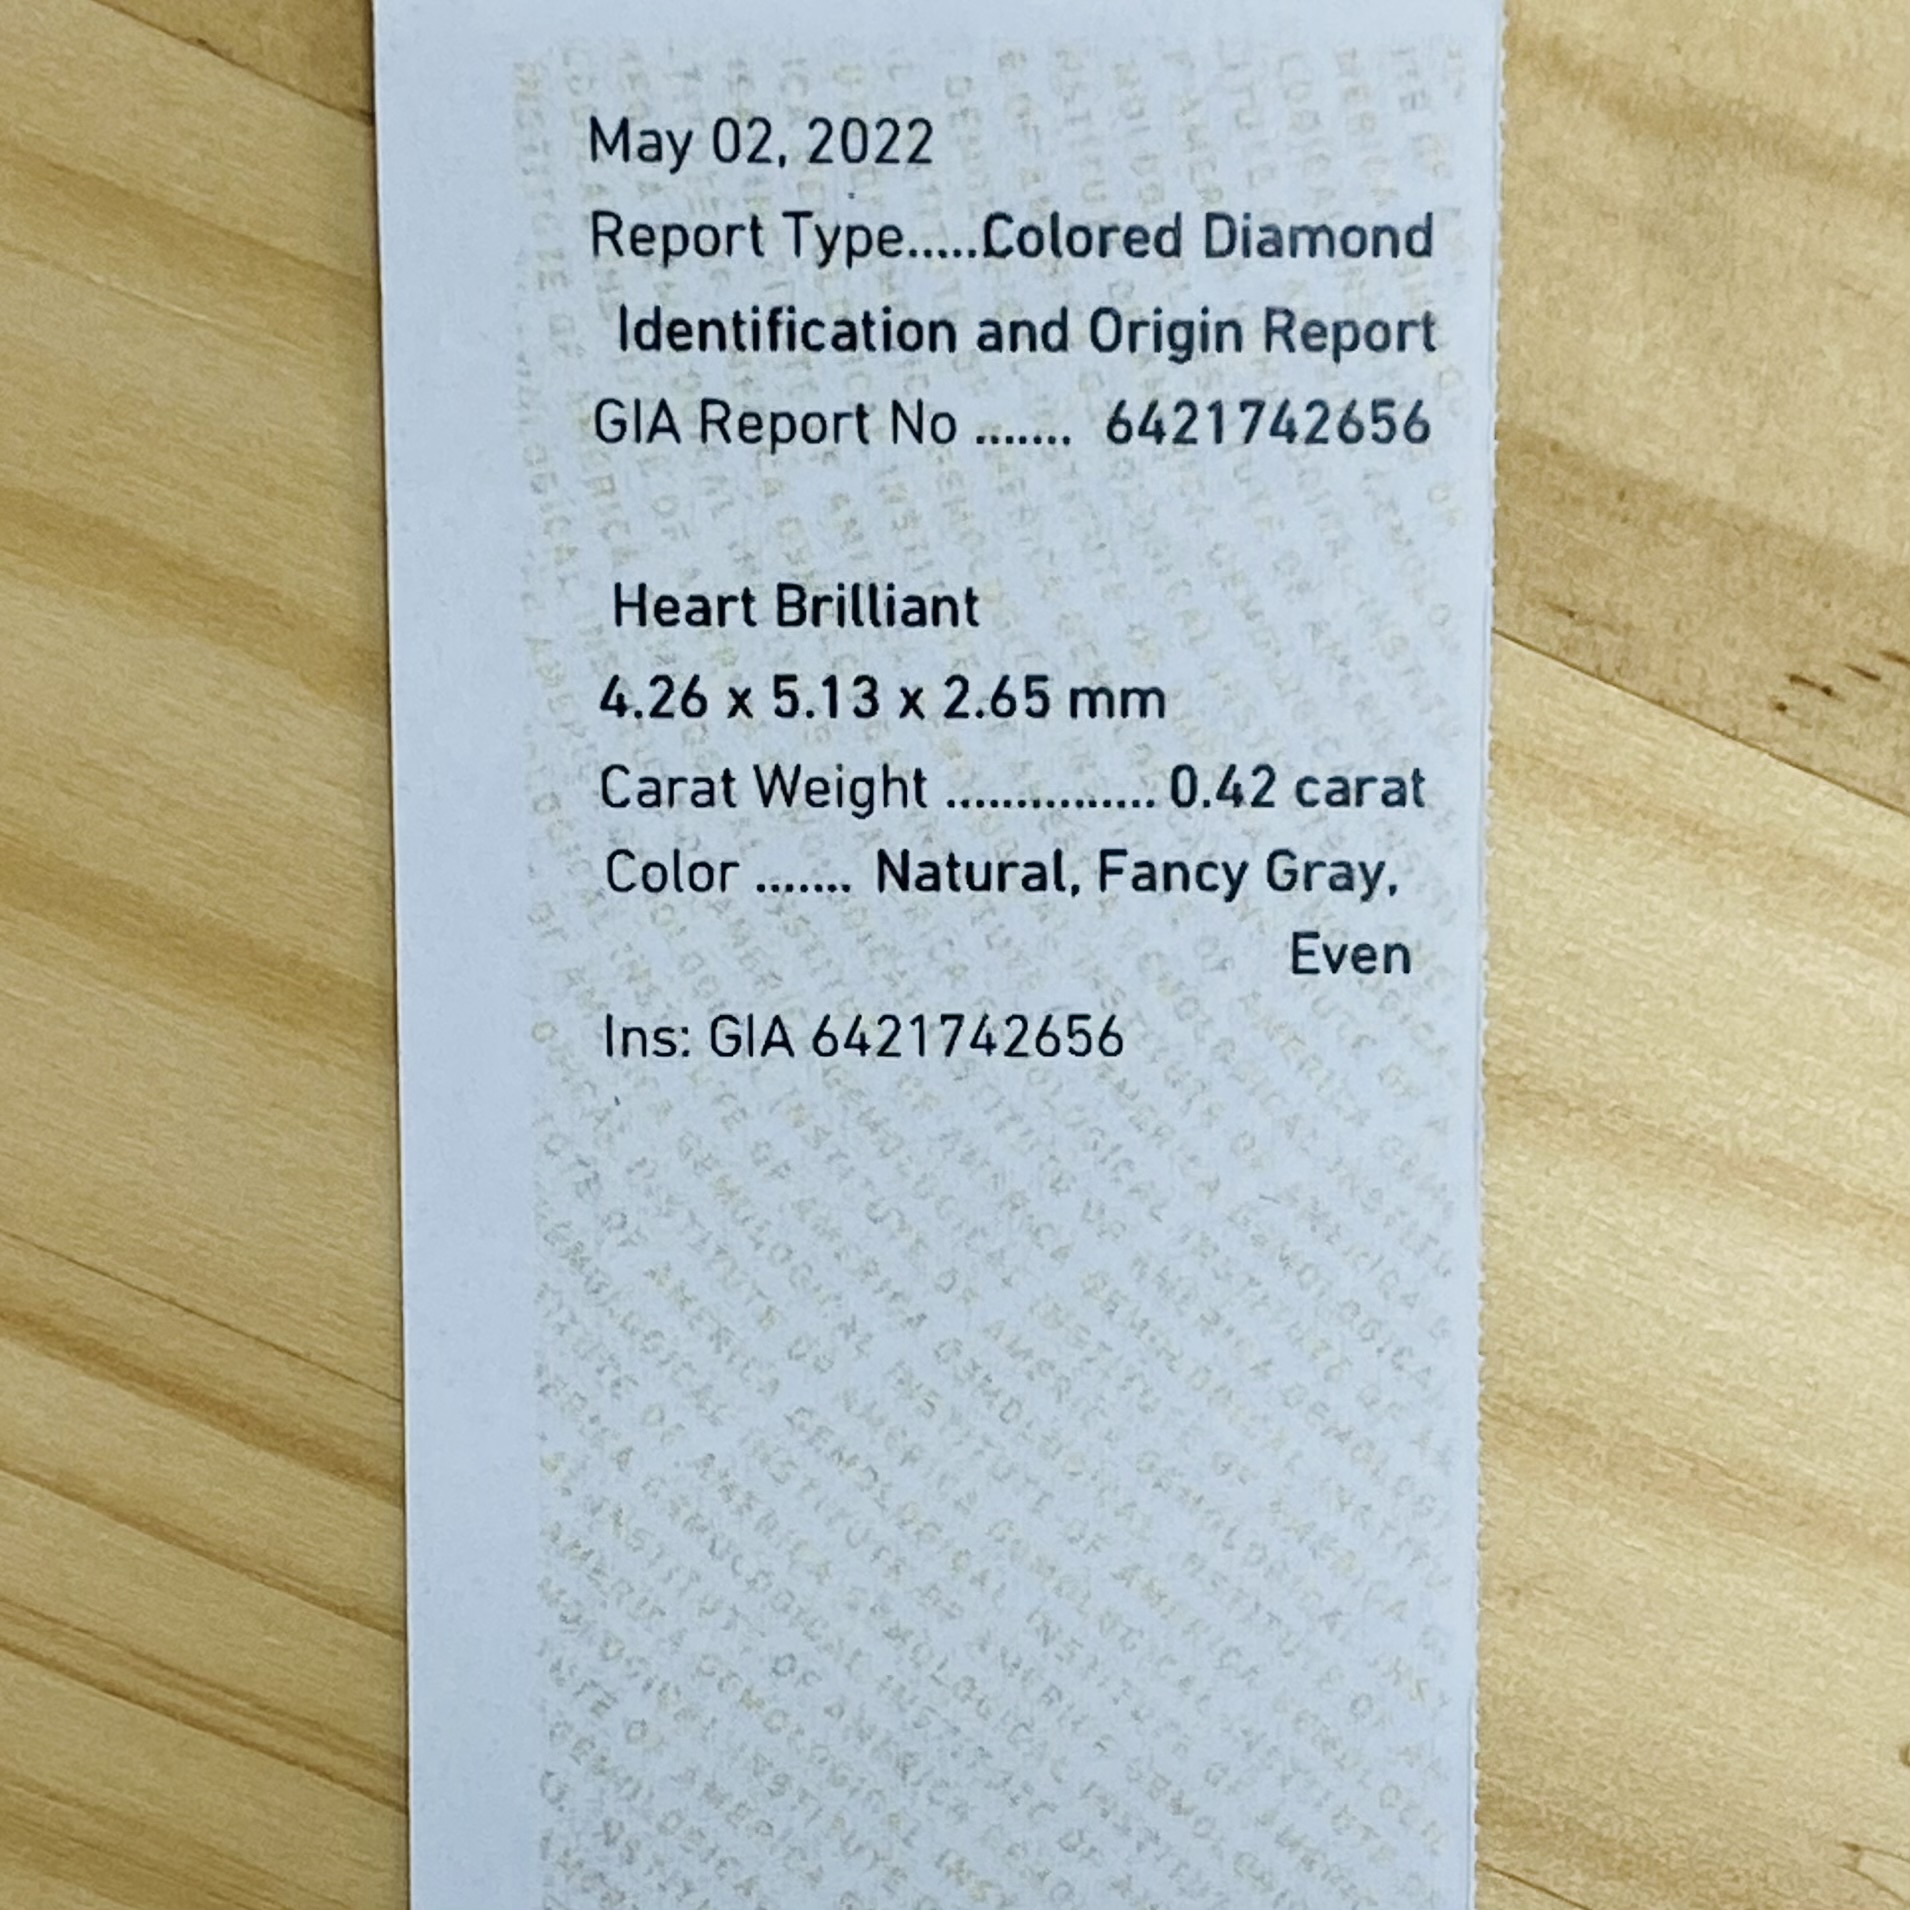 May 02, 2022
Report Type.....Colored Diamond
Identification and Origin Report
GIA Report No ....... 6421742656
Heart Brilliant
4.26 x 5.13 x 2.65 mm
Carat Weight ............... 0.42 carat
Color ....... Natural, Fancy Gray,
Even
Ins: GIA 6421742656